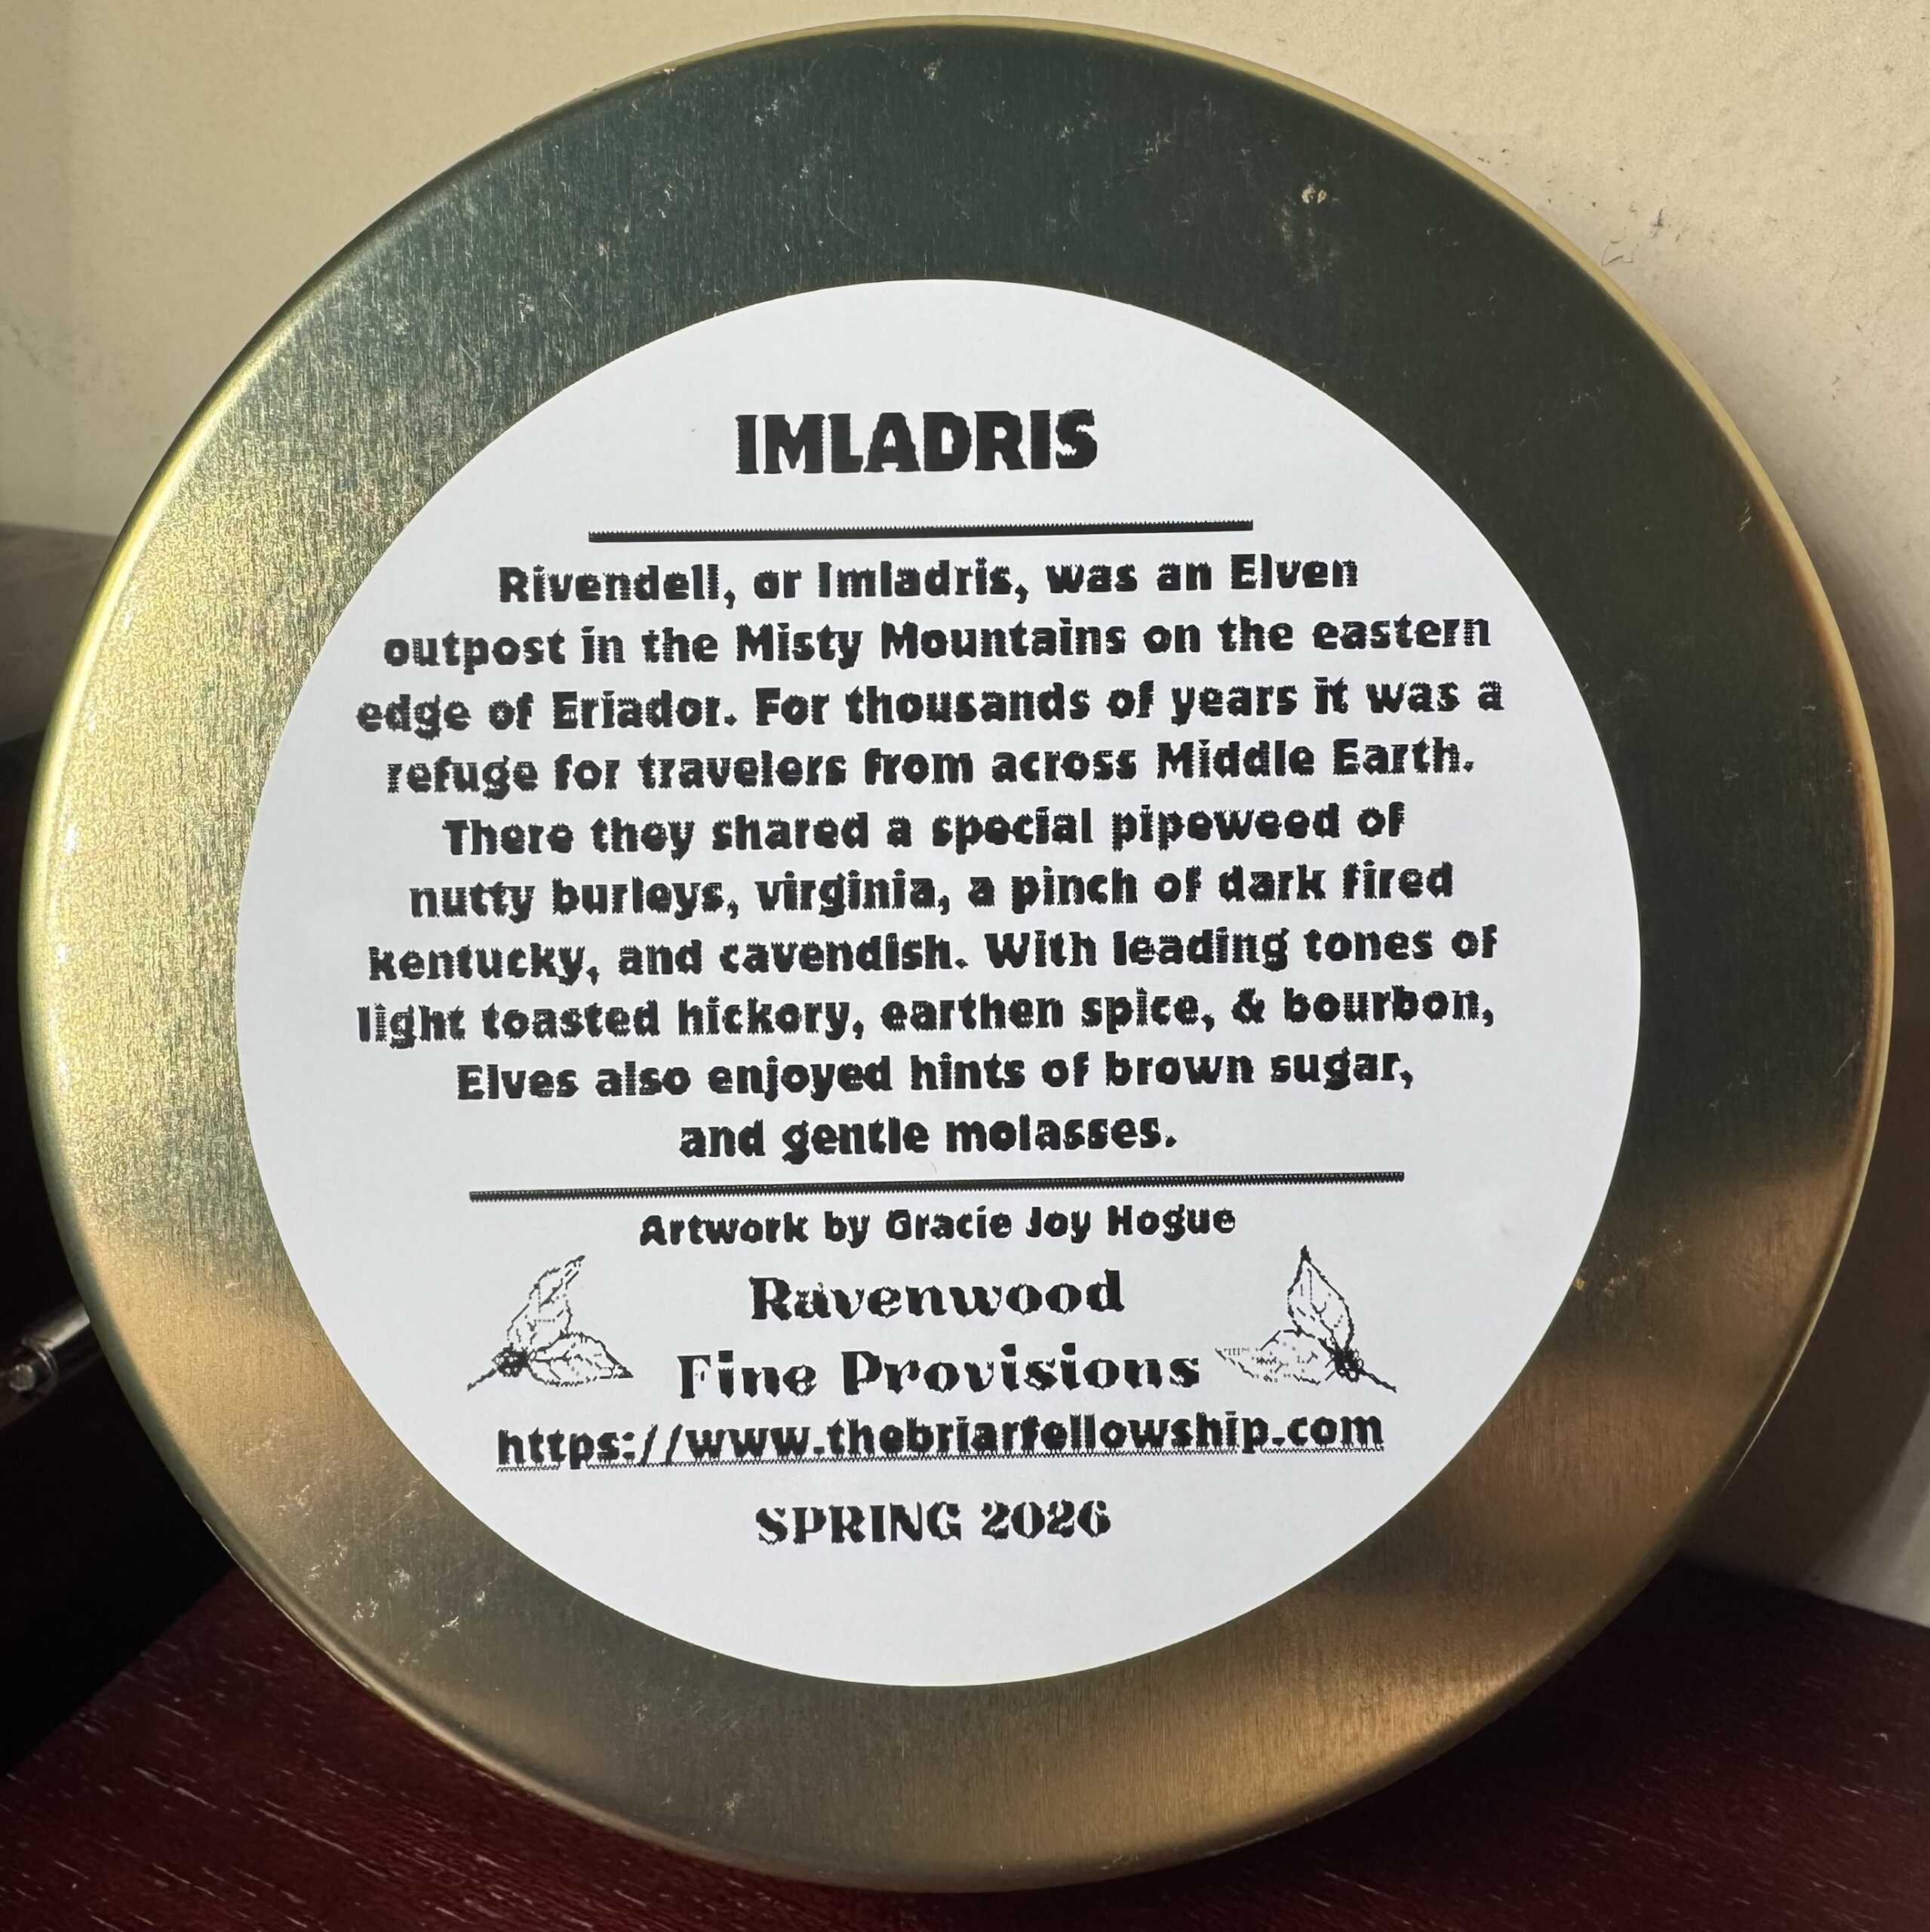 IMLADRIS
Rivendell, or Imladris, was an Elven
outpost in the Misty Mountains on the eastern
edge of Eriador. For thousands of years it was a
refuge for travelers from across Middle Earth.
There they shared a special pipeweed of
nutty burleys, virginia, a pinch of dark fired
kentucky, and cavendish. With leading tones of
light toasted hickory, earthen spice, & bourbon,
Elves also enjoyed hints of brown sugar,
and gentle molasses.
Artwork by Gracie Joy Hogue
Ravenwood
Fine Provisions
https://www.thebriarfellowship.com
SPRING 2026